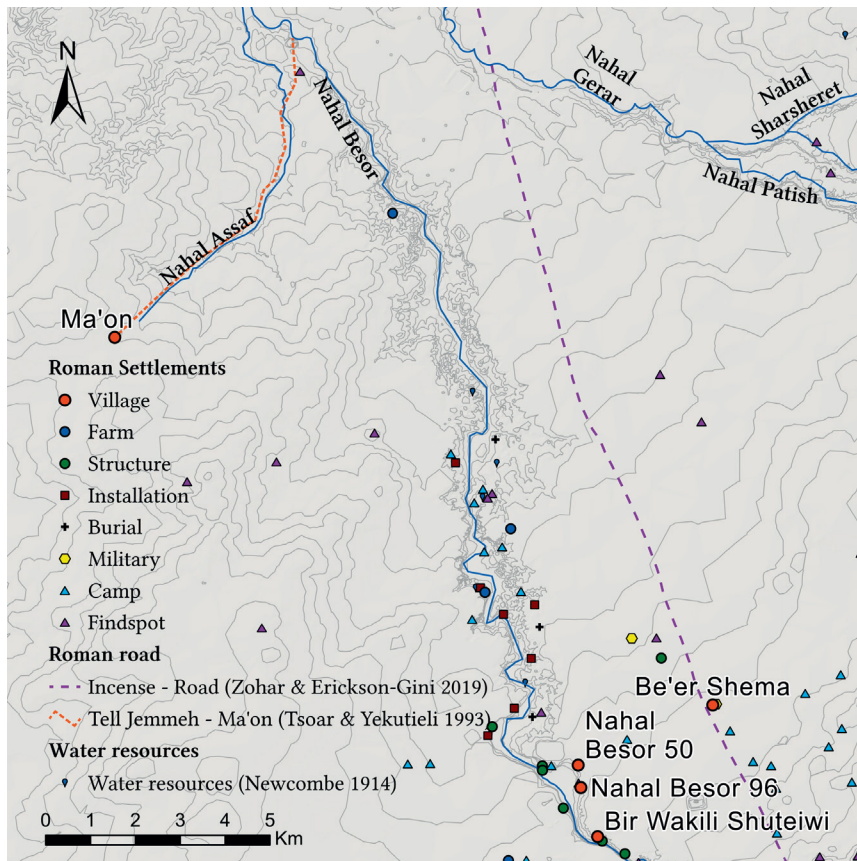 N
Nahal
Gerar
Nahal
Sharsheret
Nahal Besor
Nahal Patish
Nahal Assaf
Ma'on
Roman Settlements
Village
Farm
Structure
Installation
Burial
Military
Camp
Findspot
Roman road
Incense - Road (Zohar & Erickson-Gini 2019)
Tell Jemmeh - Ma'on (Tsoar & Yekutieli 1993)
Water resources
Water resources (Newcombe 1914)
0 1 2 3 4 5
Km
Be'er Shema
Nahal
Besor 50
Nahal Besor 96
Bir Wakili Shuteiwi